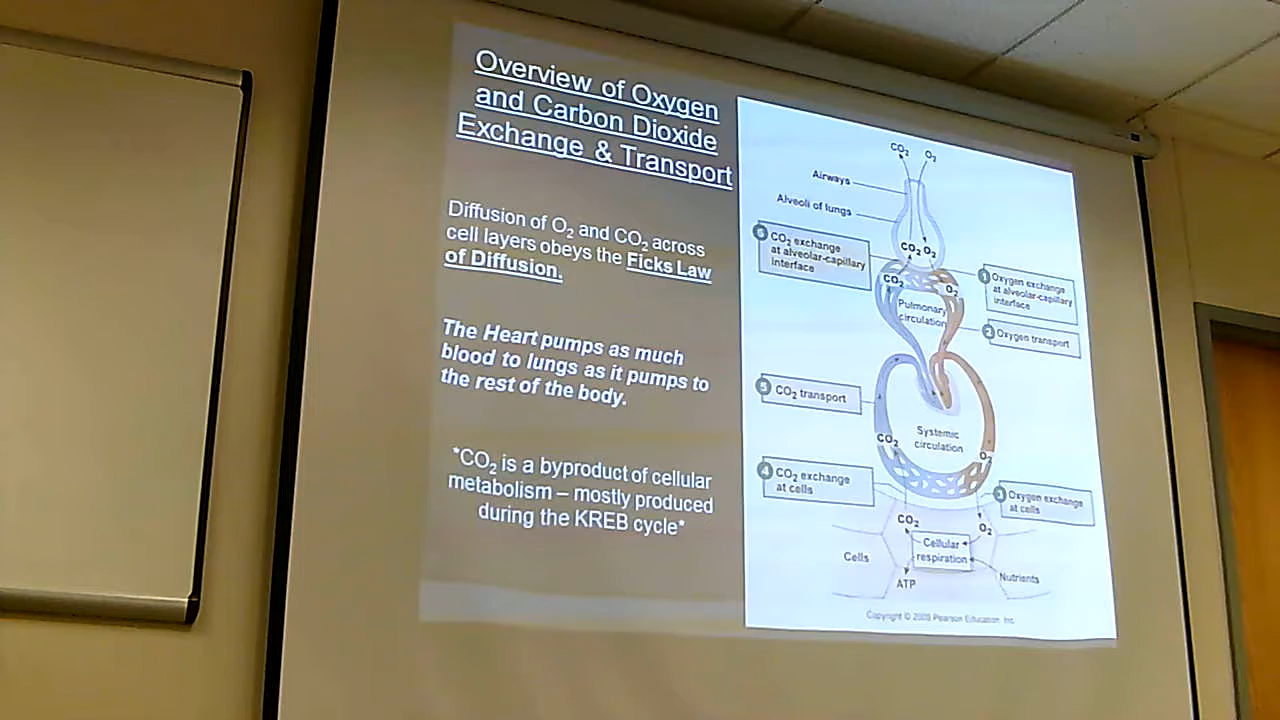 Overview of Oxygen
and Carbon Dioxide
Exchange & Transport
Diffusion of O₂ and CO₂ across
cell layers obeys the Ficks Law
of Diffusion.
The Heart pumps as much
blood to lungs as it pumps to
the rest of the body.
*CO₂ is a byproduct of cellular
metabolism – mostly produced
during the KREB cycle*
CO₂ O₂
Airways
Alveoli of lungs
6 CO₂ exchange
at alveolar-capillary
interface
CO₂ O₂
CO₂ O₂
1 Oxygen exchange
at alveolar-capillary
interface
Pulmonary
circulation
2 Oxygen transport
5 CO₂ transport
Systemic
circulation
CO₂ O₂
4 CO₂ exchange
at cells
3 Oxygen exchange
at cells
CO₂ O₂
Cellular
respiration
Cells
ATP
Nutrients
Copyright © 2009 Pearson Education, Inc.